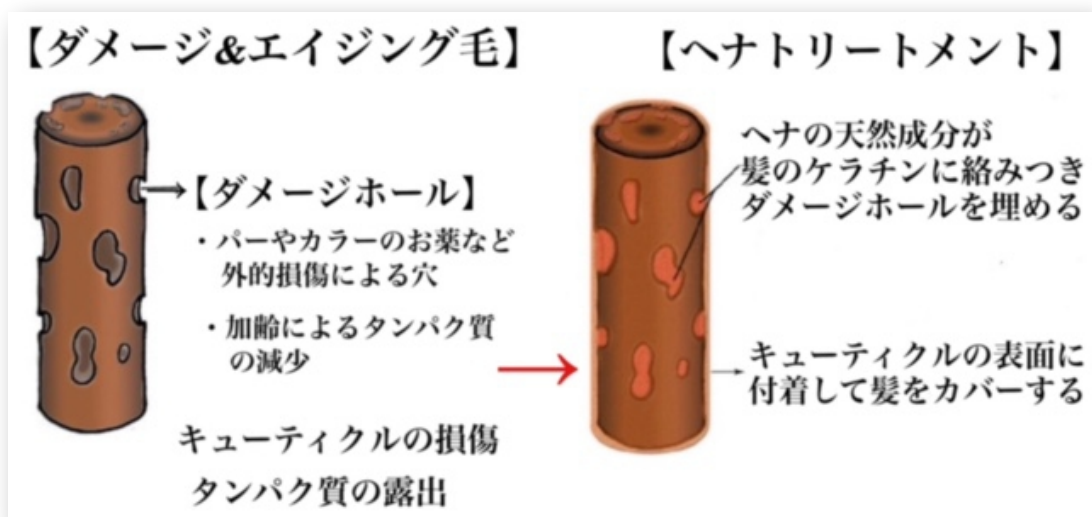 【ダメージ&エイジング毛】
【ダメージホール】
・パーやカラーのお薬など
外的損傷による穴
・加齢によるタンパク質
の減少
キューティクルの損傷
タンパク質の露出
【ヘナトリートメント】
ヘナの天然成分が
髪のケラチンに絡みつき
ダメージホールを埋める
キューティクルの表面に
付着して髪をカバーする